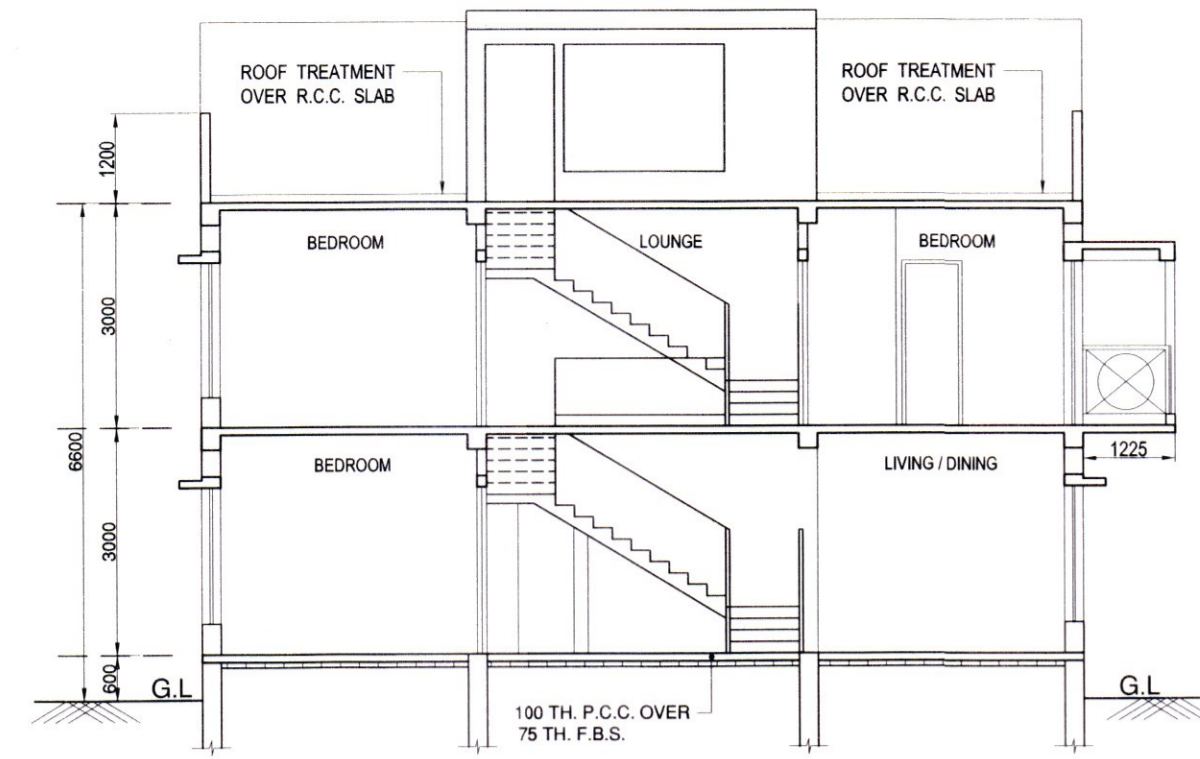 ROOF TREATMENT
OVER R.C.C. SLAB
ROOF TREATMENT
OVER R.C.C. SLAB
1200
BEDROOM
LOUNGE
BEDROOM
3000
6600
1225
BEDROOM
LIVING / DINING
3000
600
G.L
G.L
100 TH. P.C.C. OVER
75 TH. F.B.S.